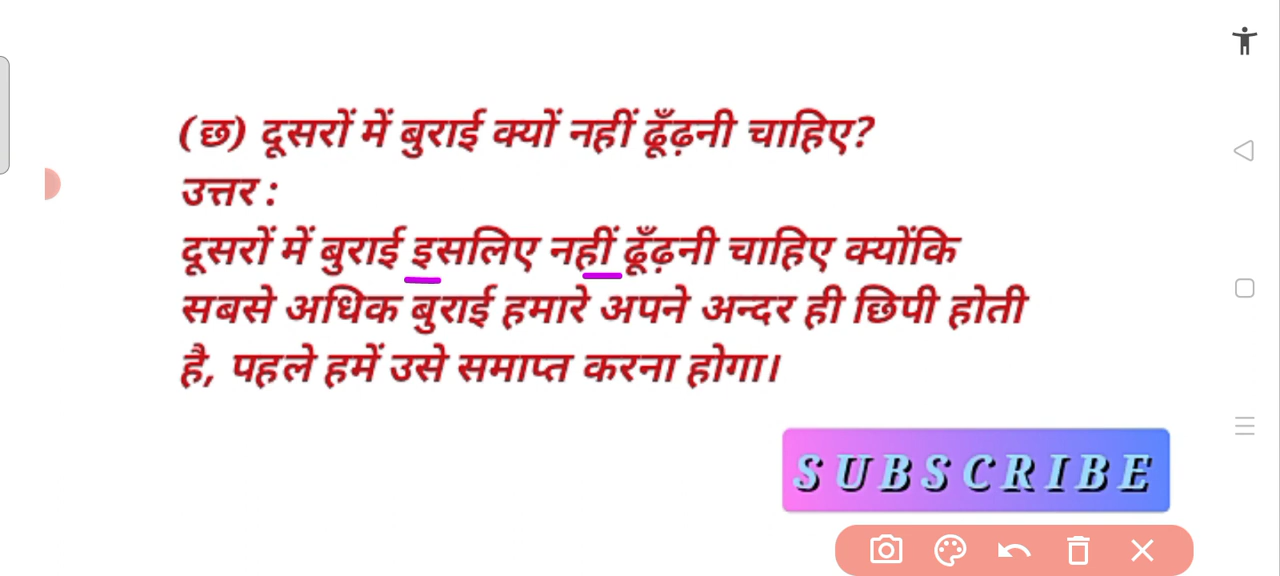 (छ) दूसरों में बुराई क्यों नहीं ढूँढ़नी चाहिए?
उत्तर :
दूसरों में बुराई इसलिए नहीं ढूँढ़नी चाहिए क्योंकि
सबसे अधिक बुराई हमारे अपने अन्दर ही छिपी होती
है, पहले हमें उसे समाप्त करना होगा।
SUBSCRIBE